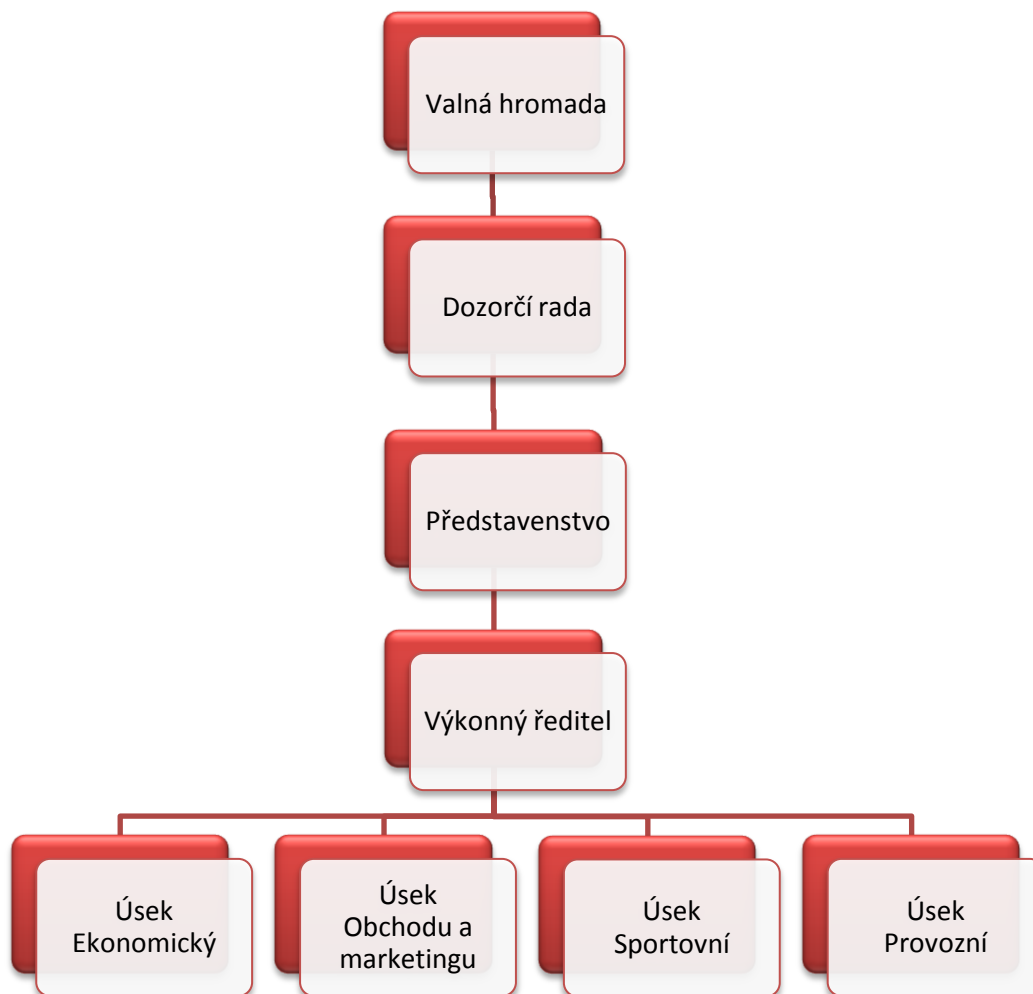 Valná hromada
Dozorčí rada
Představenstvo
Výkonný ředitel
Úsek
Ekonomický
Úsek
Obchodu a
marketingu
Úsek
Sportovní
Úsek
Provozní